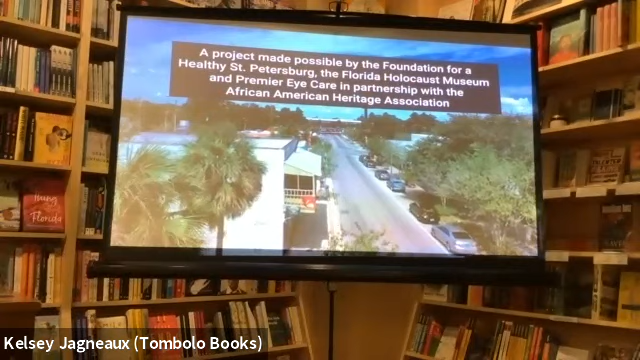 A project made possible by the Foundation for a
Healthy St. Petersburg, the Florida Holocaust Museum
and Premier Eye Care in partnership with the
African American Heritage Association
Florida
Kelsey Jagneaux (Tombolo Books)